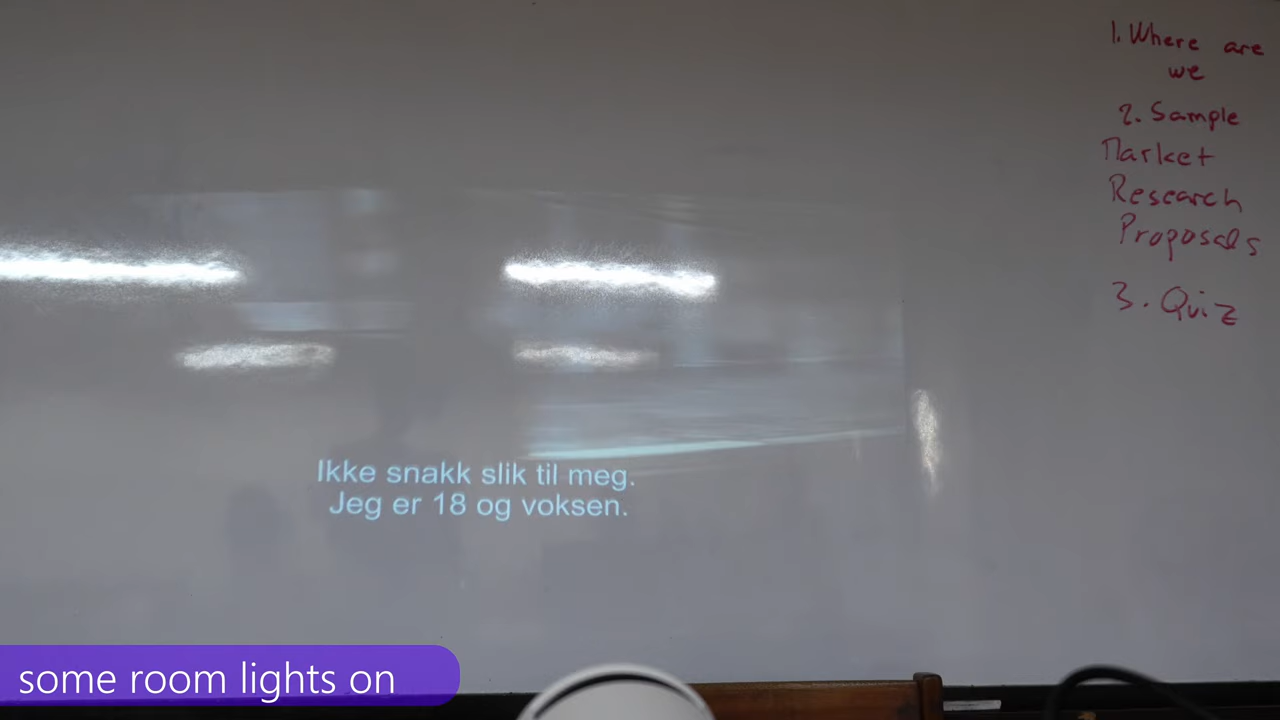 1. Where are
we
2. Sample
Market
Research
Proposals
3. Quiz
Ikke snakk slik til meg.
Jeg er 18 og voksen.
some room lights on